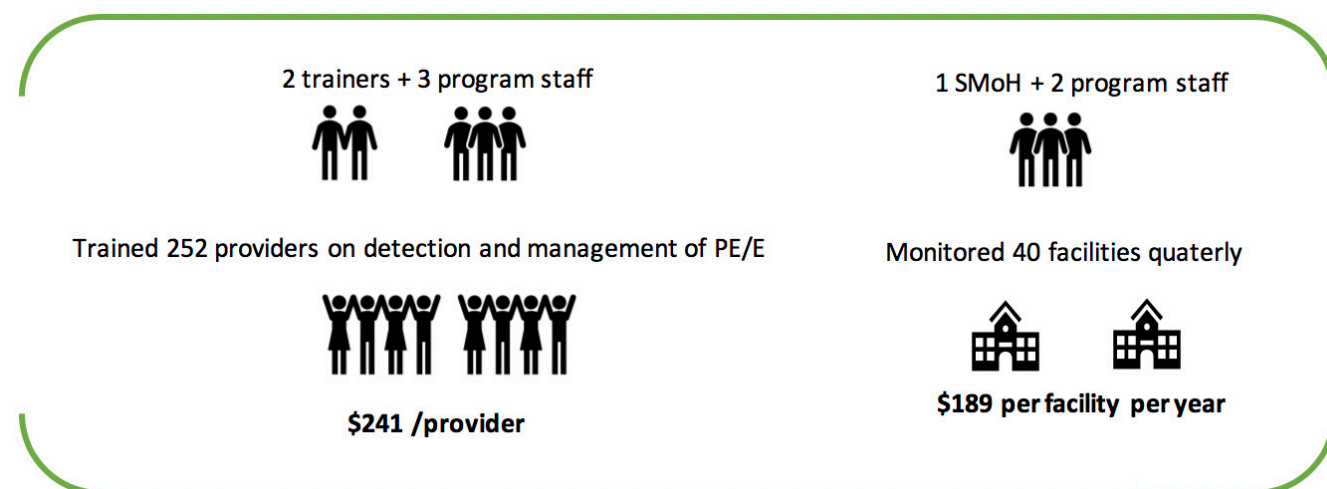 2 trainers + 3 program staff
Trained 252 providers on detection and management of PE/E
$241 /provider
1 SMoH + 2 program staff
Monitored 40 facilities quaterly
$189 per facility per year